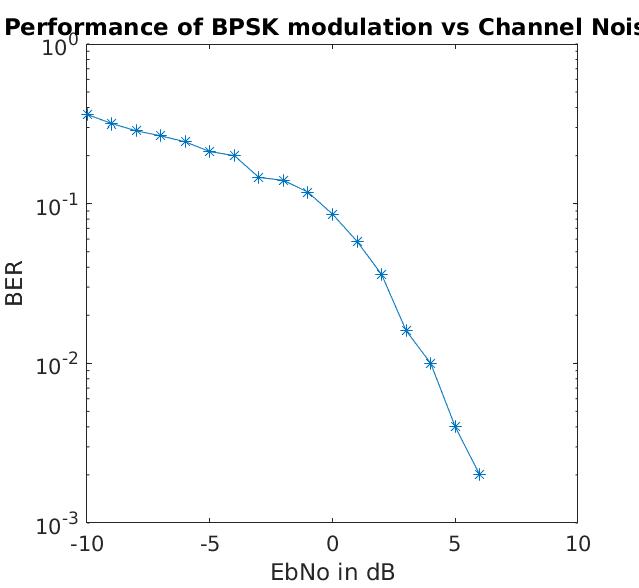 Performance of BPSK modulation vs Channel Nois
10^0
10^-1
10^-2
10^-3
BER
-10 -5 0 5 10
EbNo in dB